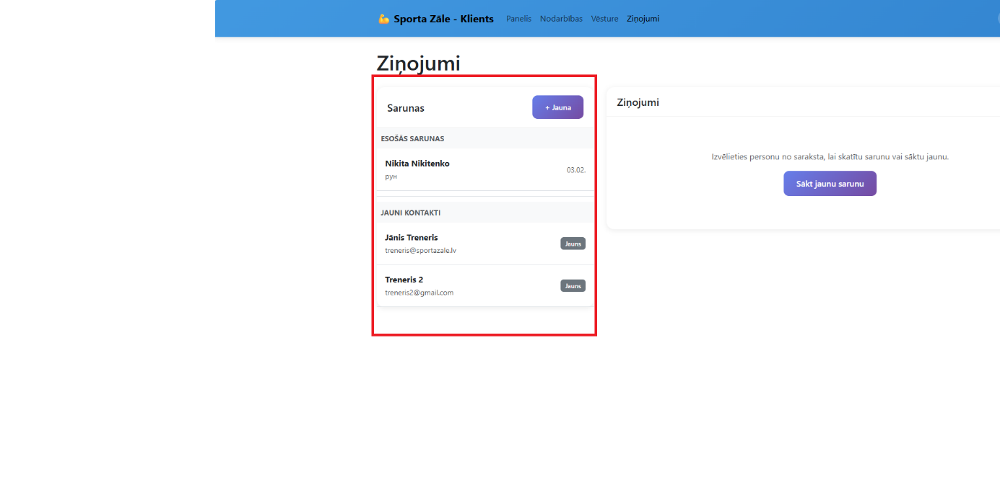 💪 Sporta Zāle - Klients Panelis Nodarbības Vēsture Ziņojumi
Ziņojumi
Sarunas
+ Jauna
ESOŠĀS SARUNAS
Nikita Nikitenko
рун
03.02.
JAUNI KONTAKTI
Jānis Treneris
treneris@sportazale.lv
Jauns
Treneris 2
treneris2@gmail.com
Jauns
Ziņojumi
Izvēlieties personu no saraksta, lai skatītu sarunu vai sāktu jaunu.
Sākt jaunu sarunu